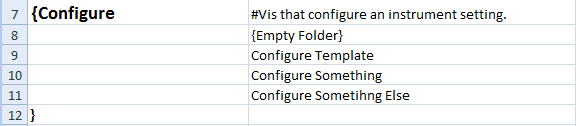 7 {Configure #Vis that configure an instrument setting.
8 {Empty Folder}
9 Configure Template
10 Configure Something
11 Configure Sometihng Else
12 }